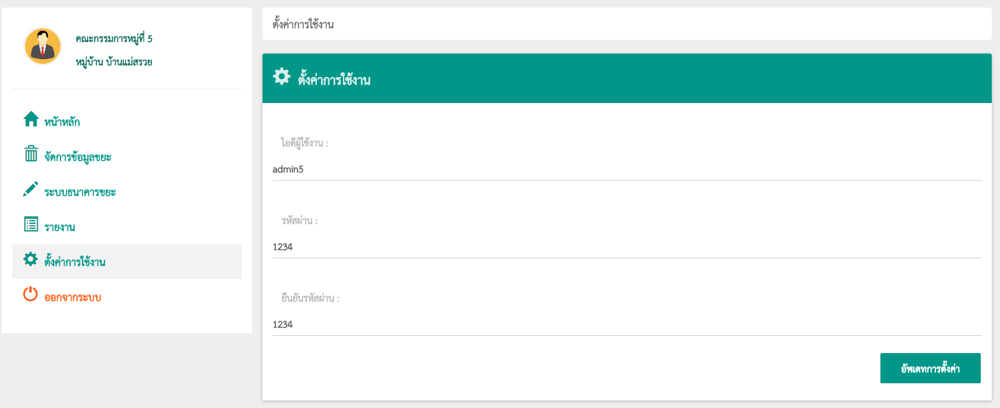 คณะกรรมการหมู่ที่ 5
หมู่บ้าน บ้านแม่สรวย
หน้าหลัก
จัดการข้อมูลขยะ
ระบบธนาคารขยะ
รายงาน
ตั้งค่าการใช้งาน
ออกจากระบบ
ตั้งค่าการใช้งาน
ตั้งค่าการใช้งาน
ไอดีผู้ใช้งาน :
admin5
รหัสผ่าน :
1234
ยืนยันรหัสผ่าน :
1234
อัพเดทการตั้งค่า